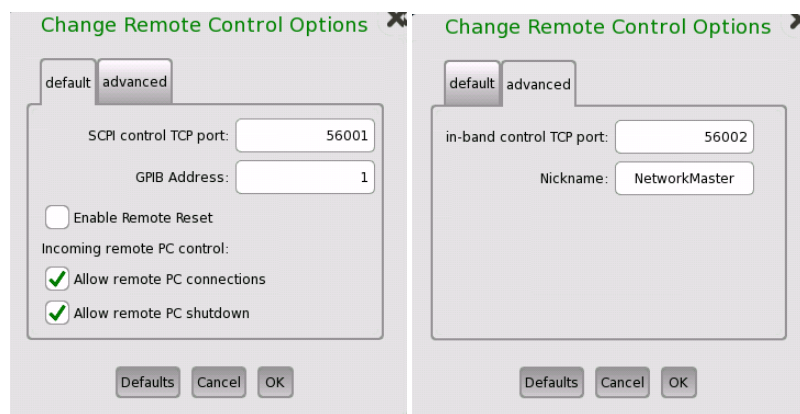 Change Remote Control Options
default advanced
SCPI control TCP port: 56001
GPIB Address: 1
Enable Remote Reset
Incoming remote PC control:
Allow remote PC connections
Allow remote PC shutdown
Defaults Cancel OK
Change Remote Control Options
default advanced
in-band control TCP port: 56002
Nickname: NetworkMaster
Defaults Cancel OK